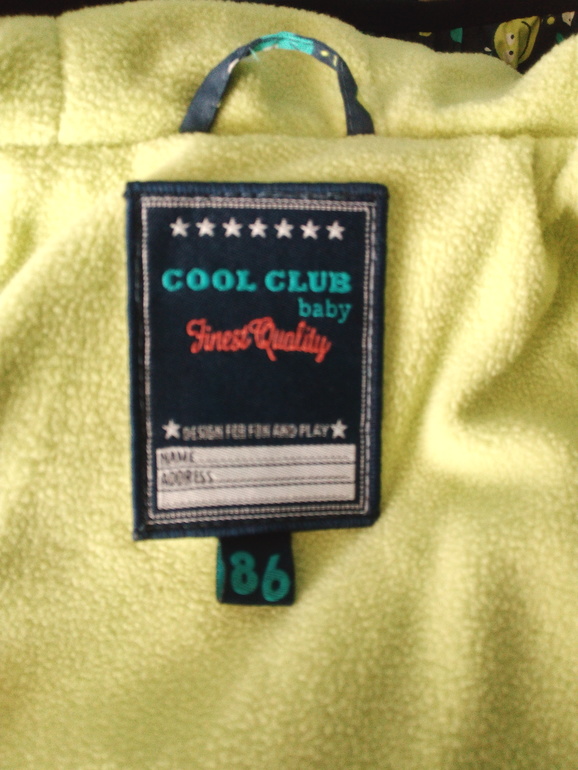 COOL CLUB
baby
Finest Quality
DESIGN FOR FUN AND PLAY
NAME
ADDRESS
86